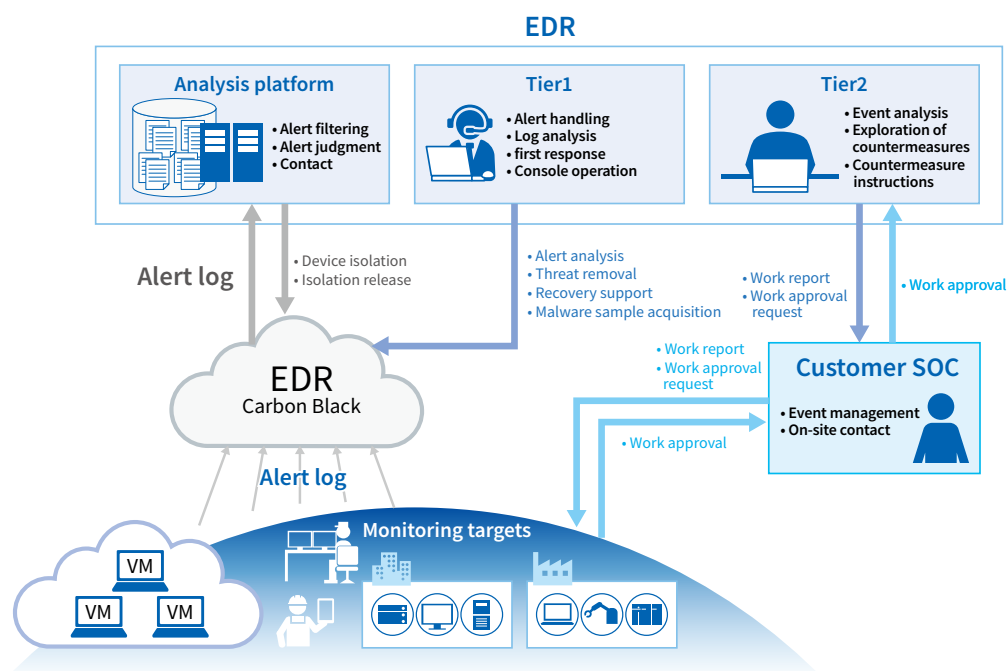 EDR
Analysis platform
• Alert filtering
• Alert judgment
• Contact
Tier1
• Alert handling
• Log analysis
• first response
• Console operation
Tier2
• Event analysis
• Exploration of
countermeasures
• Countermeasure
instructions
Alert log
• Device isolation
• Isolation release
• Alert analysis
• Threat removal
• Recovery support
• Malware sample acquisition
• Work report
• Work approval
request
• Work approval
EDR
Carbon Black
• Work report
• Work approval
request
• Work approval
Customer SOC
• Event management
• On-site contact
Alert log
Monitoring targets
VM
VM
VM